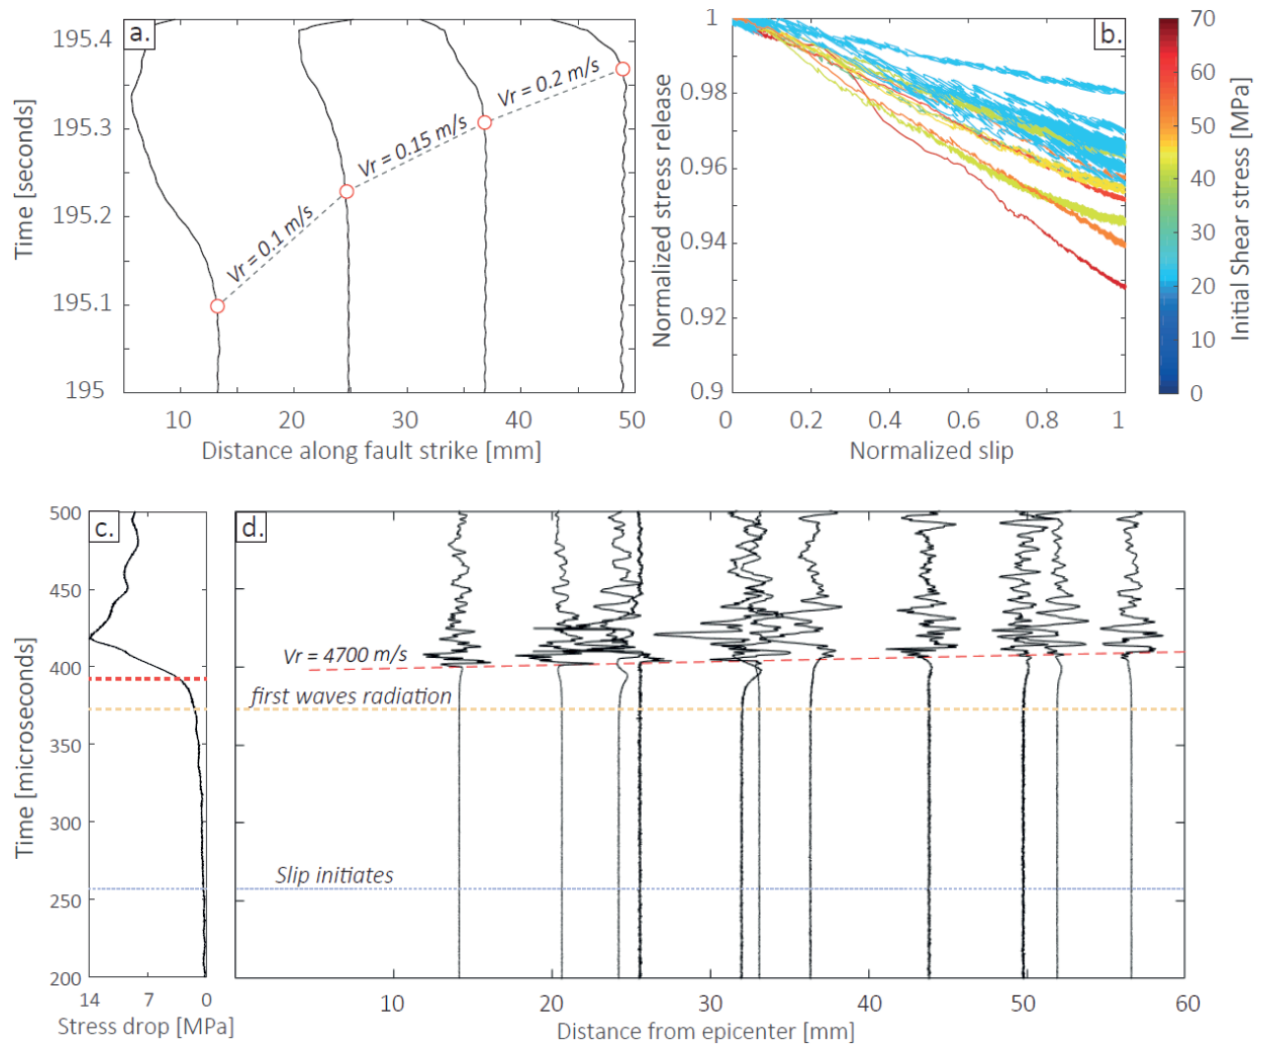 a.
195.4
195.3
195.2
195.1
195
Time [seconds]
Vr = 0.1 m/s
Vr = 0.15 m/s
Vr = 0.2 m/s
10 20 30 40 50
Distance along fault strike [mm]
b.
1
0.98
0.96
0.94
0.92
0.9
Normalized stress release
0 0.2 0.4 0.6 0.8 1
Normalized slip
70
60
50
40
30
20
10
0
Initial Shear stress [MPa]
c.
500
450
400
350
300
250
200
Time [microseconds]
14 7 0
Stress drop [MPa]
d.
Vr = 4700 m/s
first waves radiation
Slip initiates
10 20 30 40 50 60
Distance from epicenter [mm]